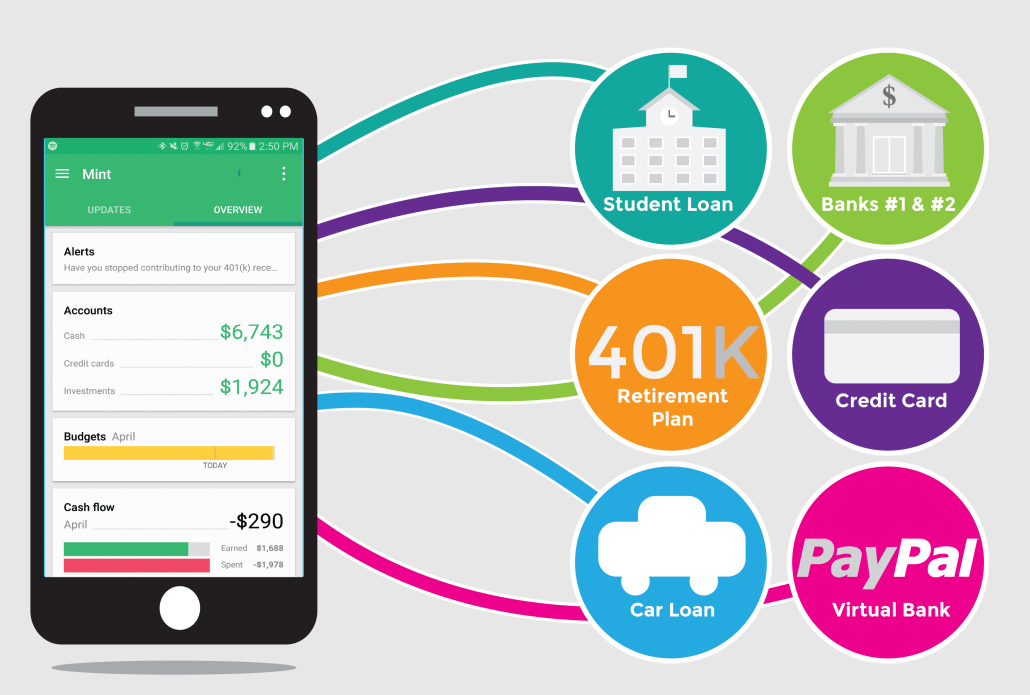 92% 2:50 PM
Mint
UPDATES OVERVIEW
Alerts
Have you stopped contributing to your 401(k) rece...
Accounts
Cash $6,743
Credit cards $0
Investments $1,924
Budgets April
TODAY
Cash flow
April -$290
Earned $1,688
Spent -$1,978
Student Loan
$
Banks #1 & #2
401K
Retirement
Plan
Credit Card
Car Loan
PayPal
Virtual Bank